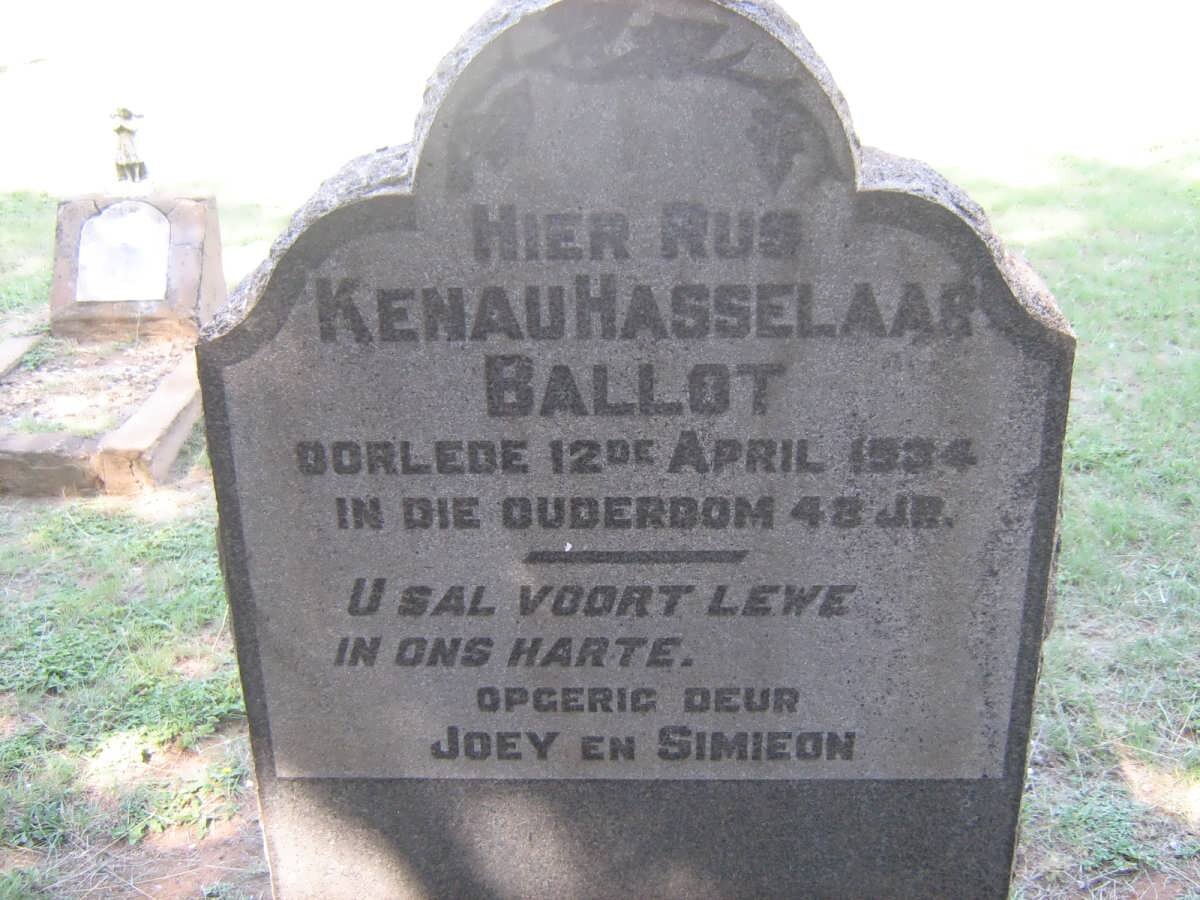 HIER RUS
KENAU HASSELAAR
BALLOT
OORLEDE 12DE APRIL 1934
IN DIE OUDERDOM 48 JR.
U SAL VOORT LEWE
IN ONS HARTE.
OPGERIG DEUR
JOEY EN SIMIEON